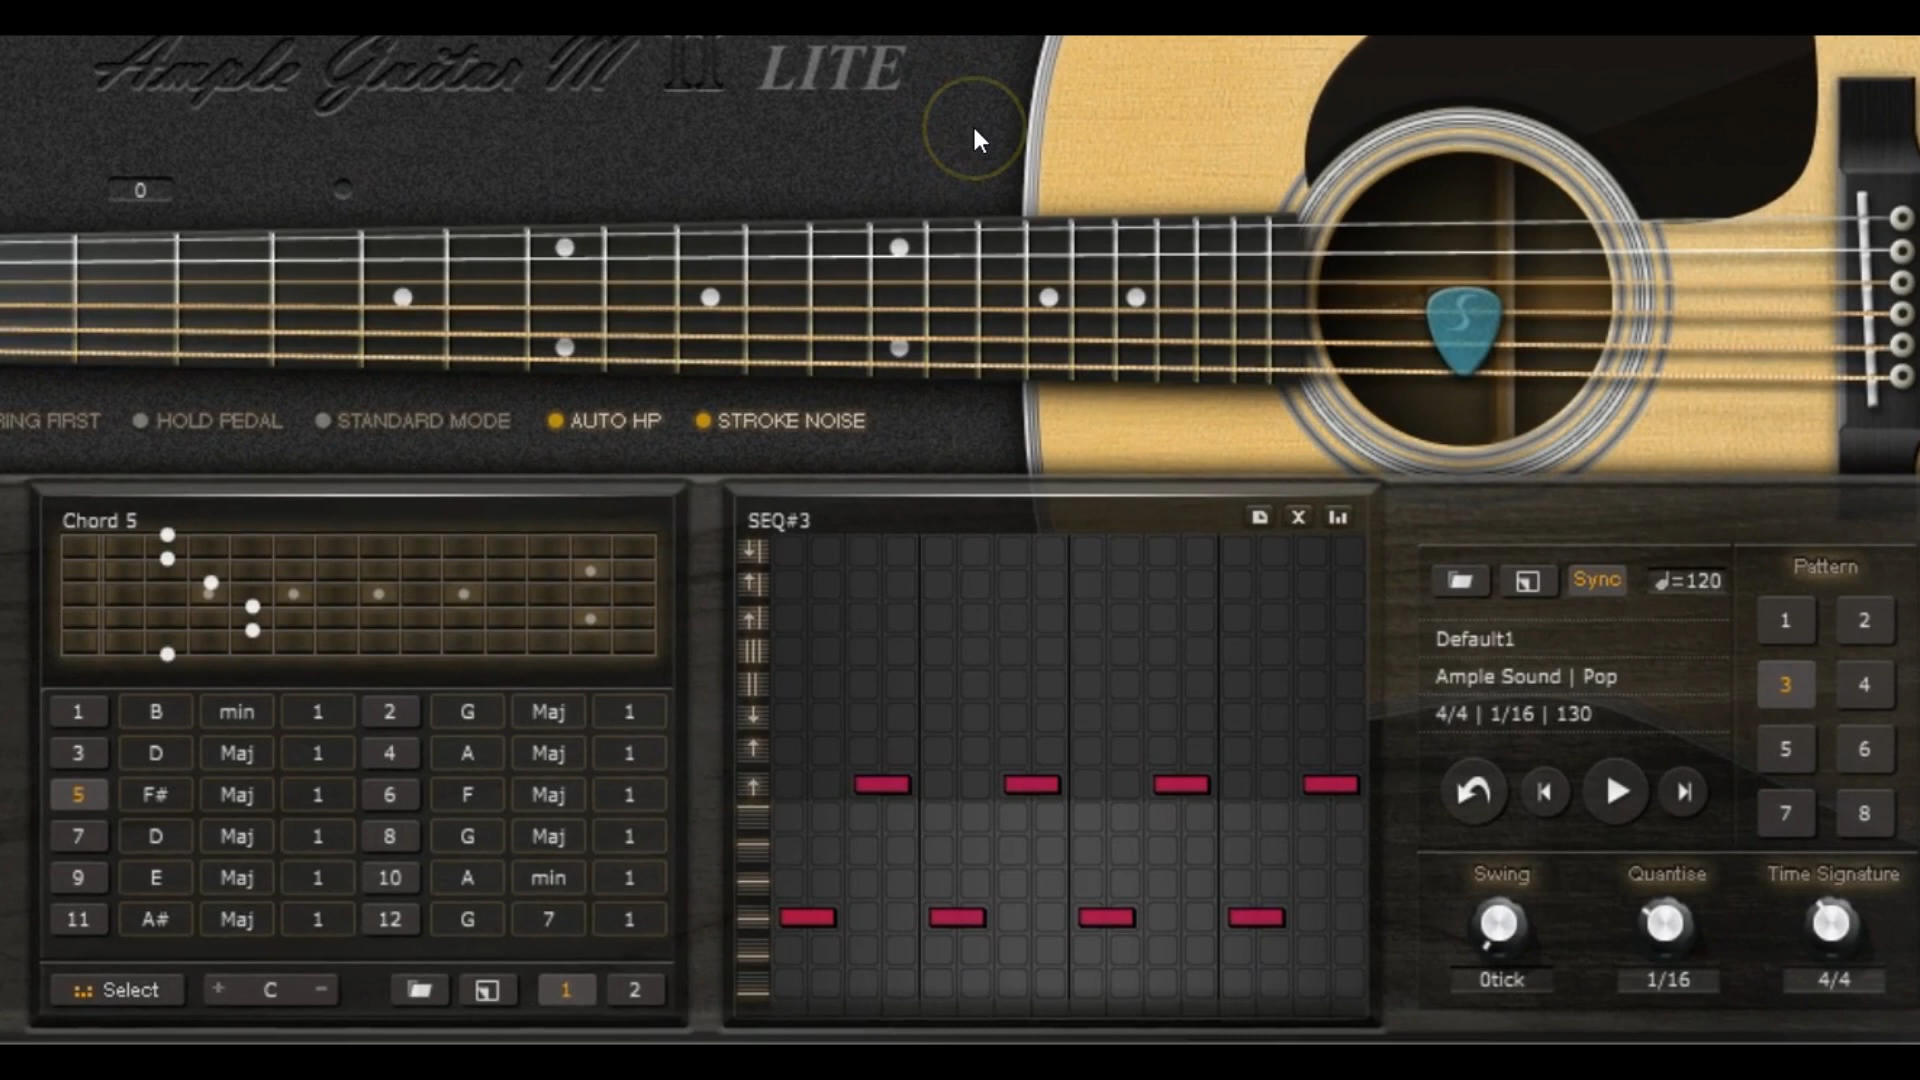 Ample Guitar M II LITE
0
RING FIRST HOLD PEDAL STANDARD MODE AUTO HP STROKE NOISE
Chord 5
1 B min 1 2 G Maj 1
3 D Maj 1 4 A Maj 1
5 F# Maj 1 6 F Maj 1
7 D Maj 1 8 G Maj 1
9 E Maj 1 10 A min 1
11 A# Maj 1 12 G 7 1
Select + C - 1 2
SEQ#3 X
Sync =120
Default1
Ample Sound | Pop
4/4 | 1/16 | 130
Pattern
1 2
3 4
5 6
7 8
Swing Quantise Time Signature
0tick 1/16 4/4